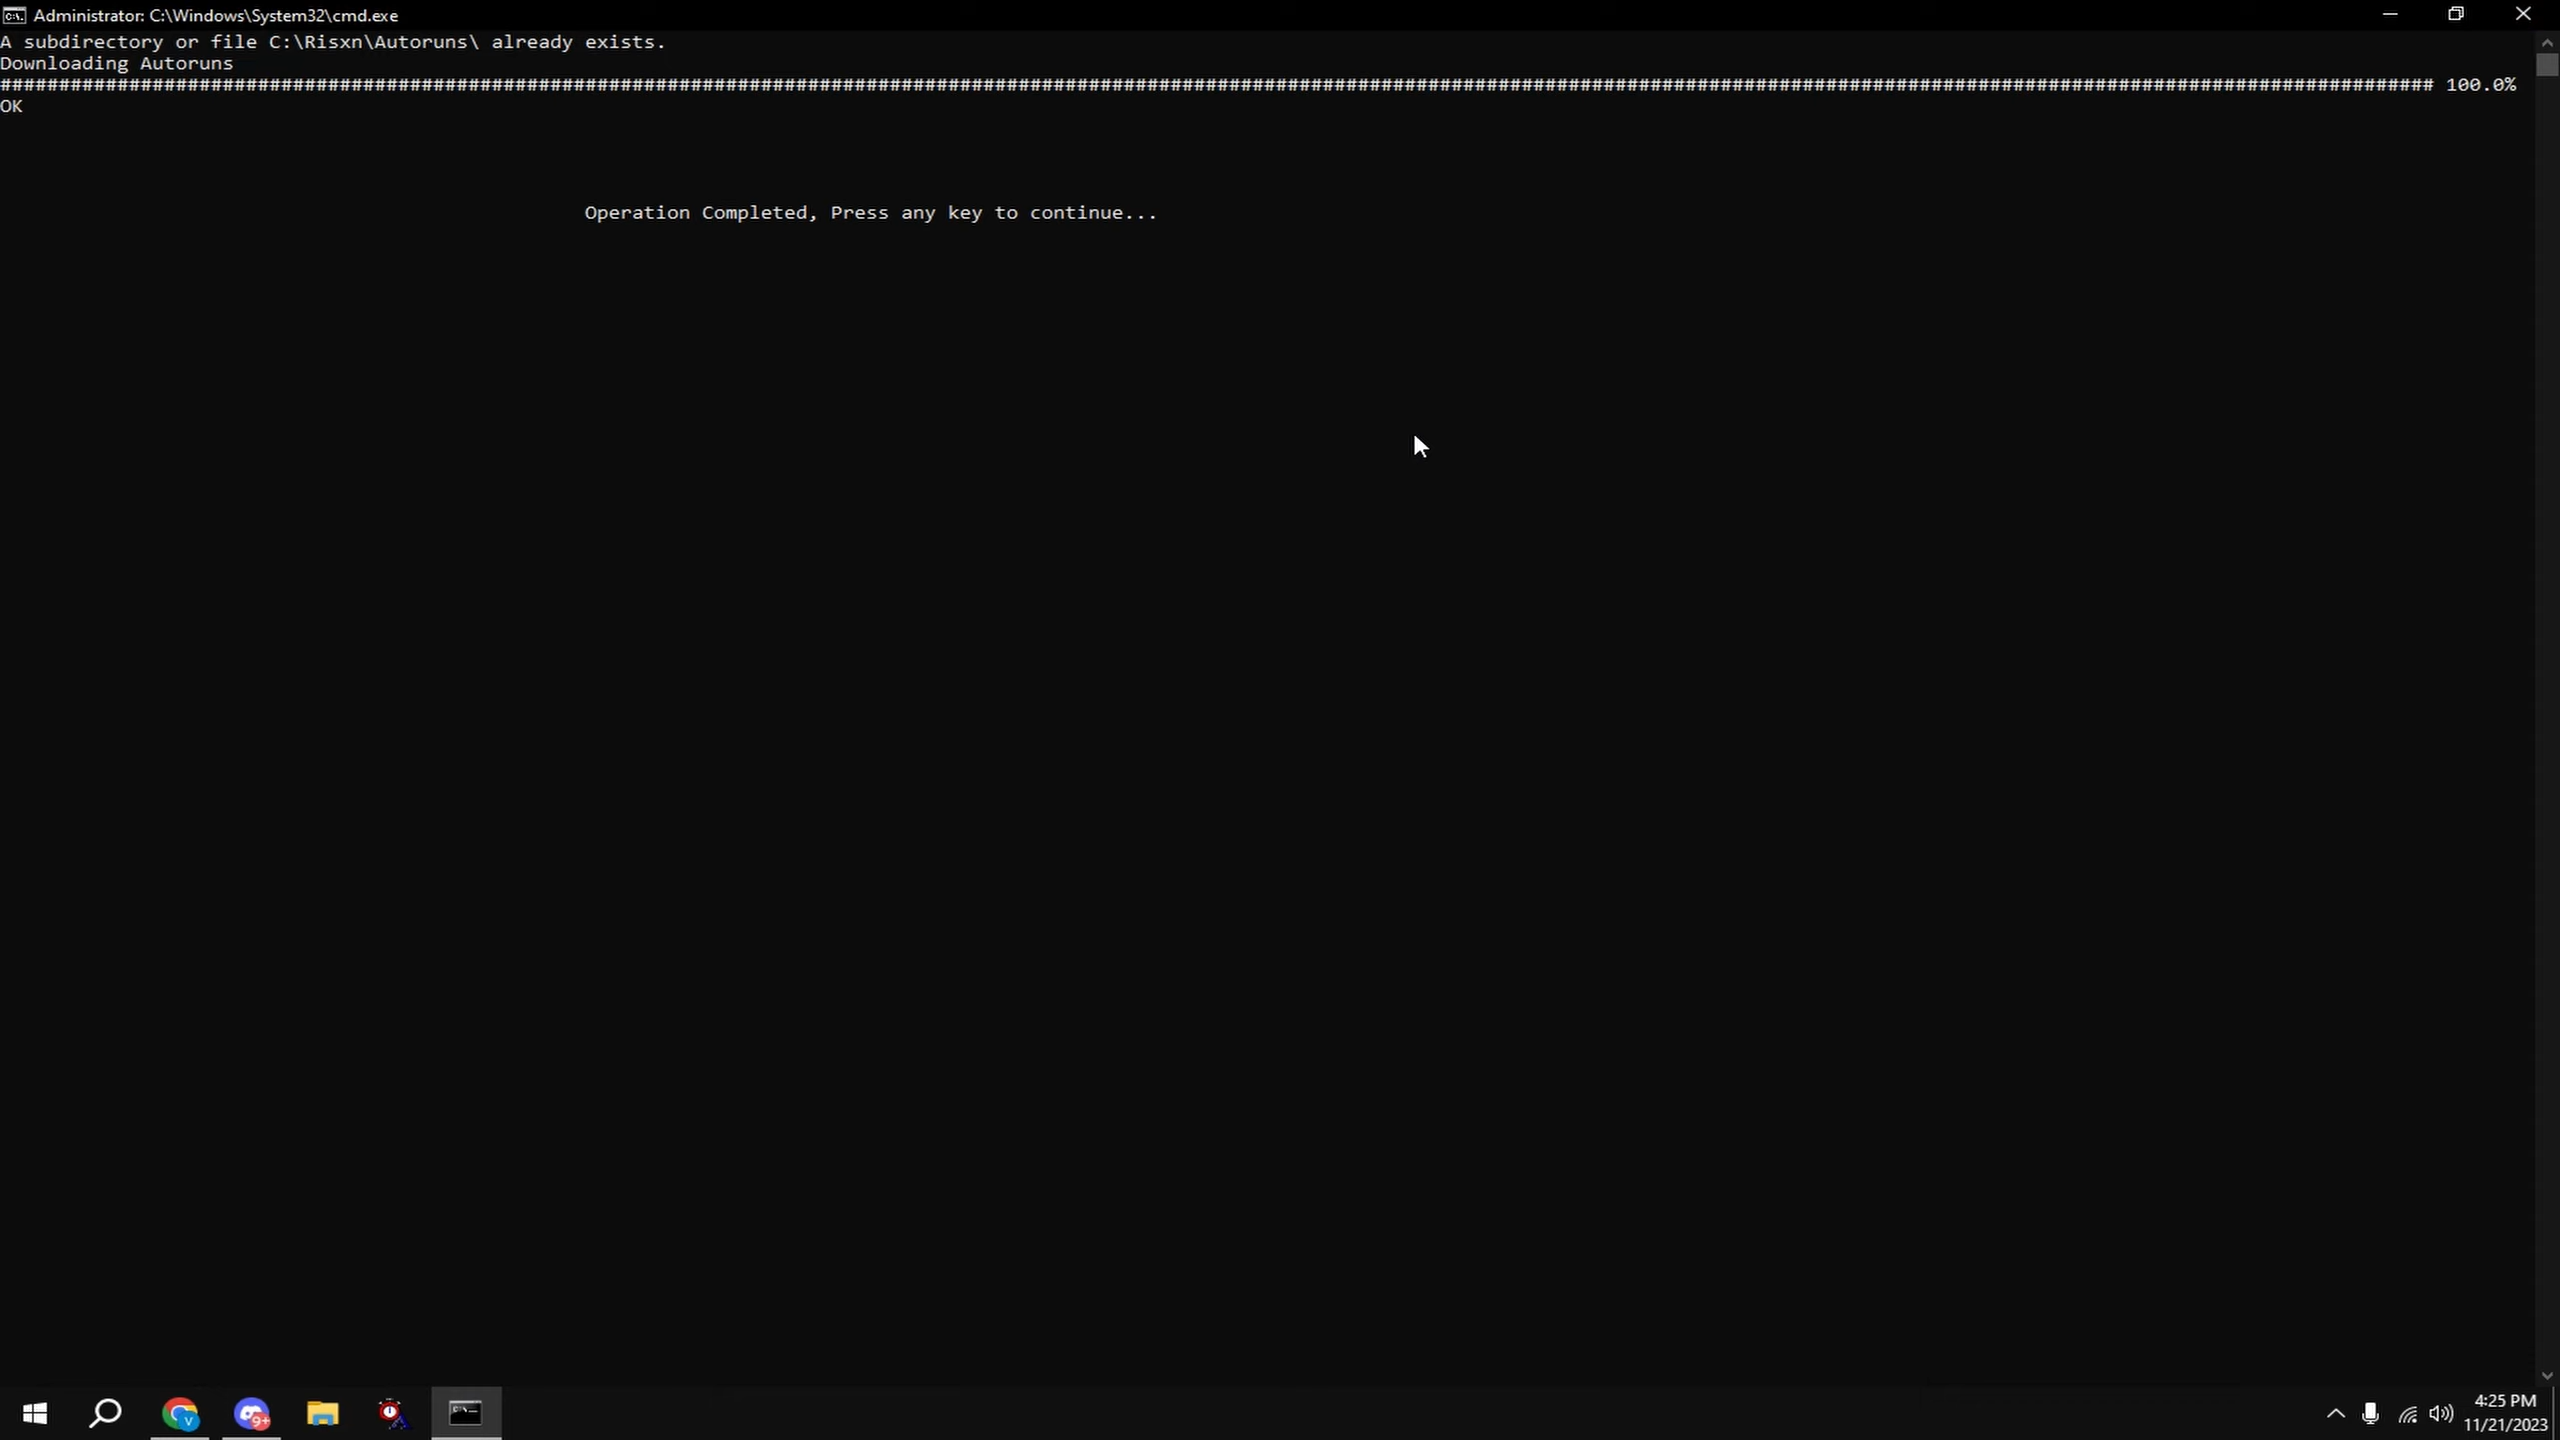 Administrator: C:\Windows\System32\cmd.exe
A subdirectory or file C:\Risxn\Autoruns\ already exists.
Downloading Autoruns
################################################################################################################################################################################################################ 100.0%
OK
Operation Completed, Press any key to continue...
9+
V
4:25 PM
11/21/2023